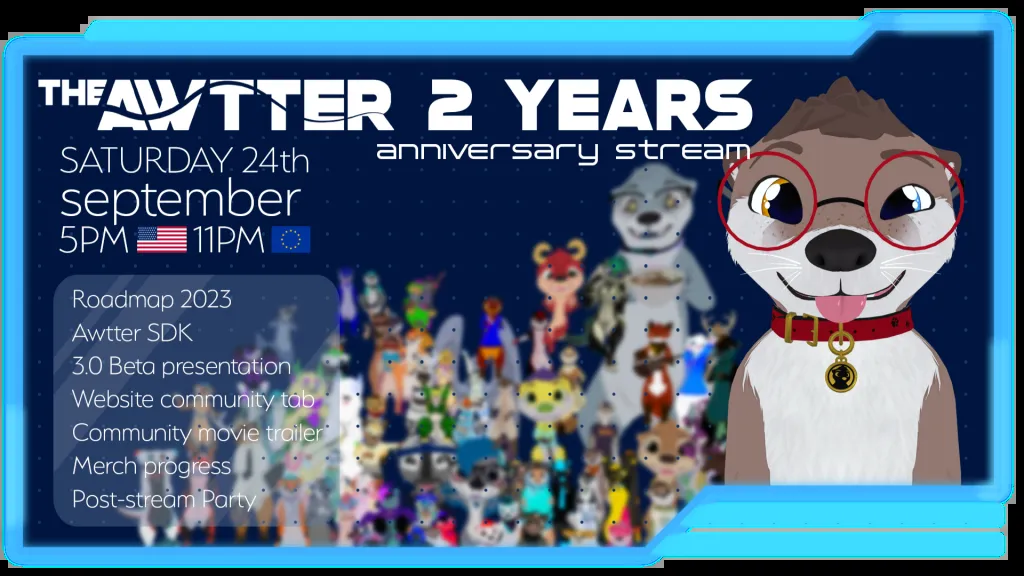 THE AWTTER 2 YEARS
anniversary stream
SATURDAY 24th
september
5PM 11PM
Roadmap 2023
Awtter SDK
3.0 Beta presentation
Website community tab
Community movie trailer
Merch progress
Post-stream Party